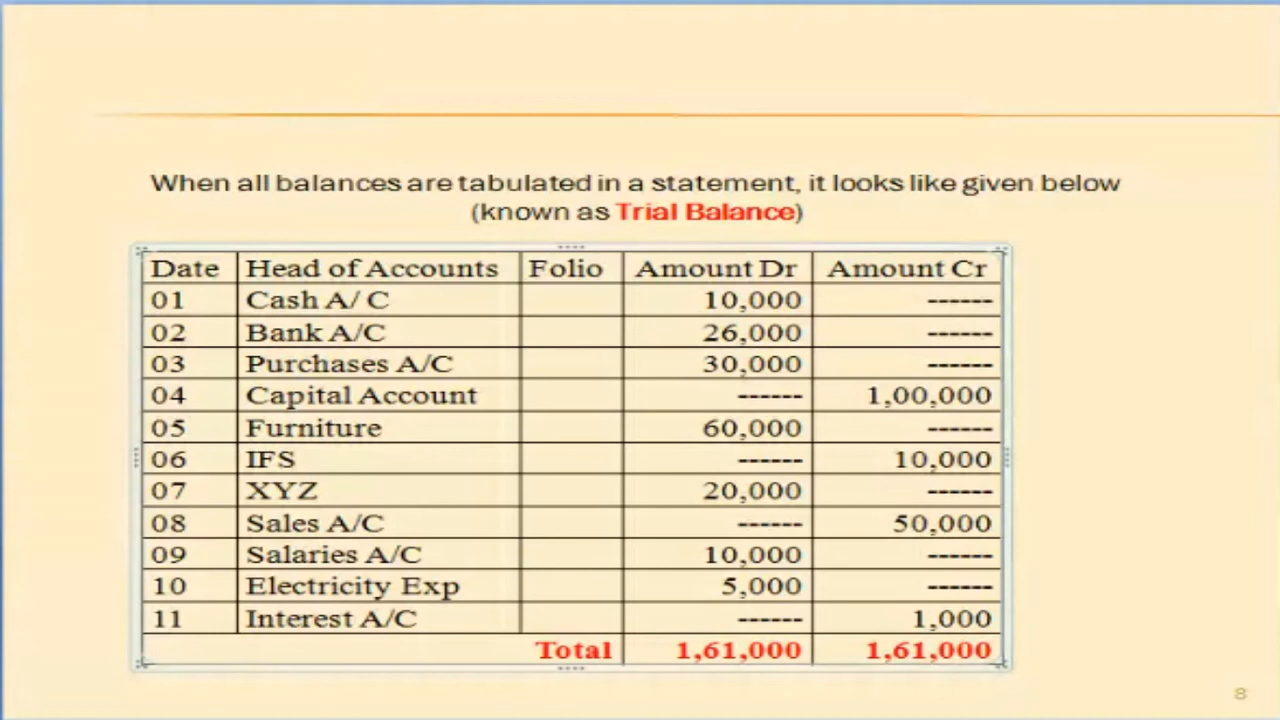 When all balances are tabulated in a statement, it looks like given below
(known as Trial Balance)
Date Head of Accounts Folio Amount Dr Amount Cr
01 Cash A/ C 10,000 ------
02 Bank A/C 26,000 ------
03 Purchases A/C 30,000 ------
04 Capital Account ------ 1,00,000
05 Furniture 60,000 ------
06 IFS ------ 10,000
07 XYZ 20,000 ------
08 Sales A/C ------ 50,000
09 Salaries A/C 10,000 ------
10 Electricity Exp 5,000 ------
11 Interest A/C ------ 1,000
Total 1,61,000 1,61,000
8